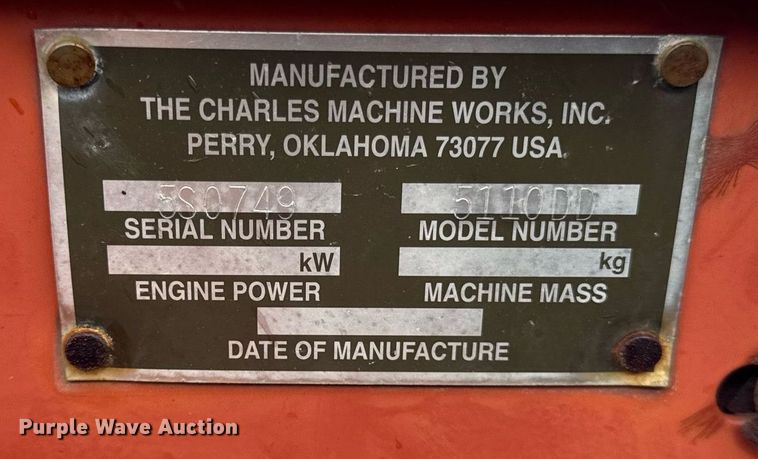 MANUFACTURED BY
THE CHARLES MACHINE WORKS, INC.
PERRY, OKLAHOMA 73077 USA
5S0749 5110DD
SERIAL NUMBER MODEL NUMBER
kW kg
ENGINE POWER MACHINE MASS
DATE OF MANUFACTURE
Purple Wave Auction